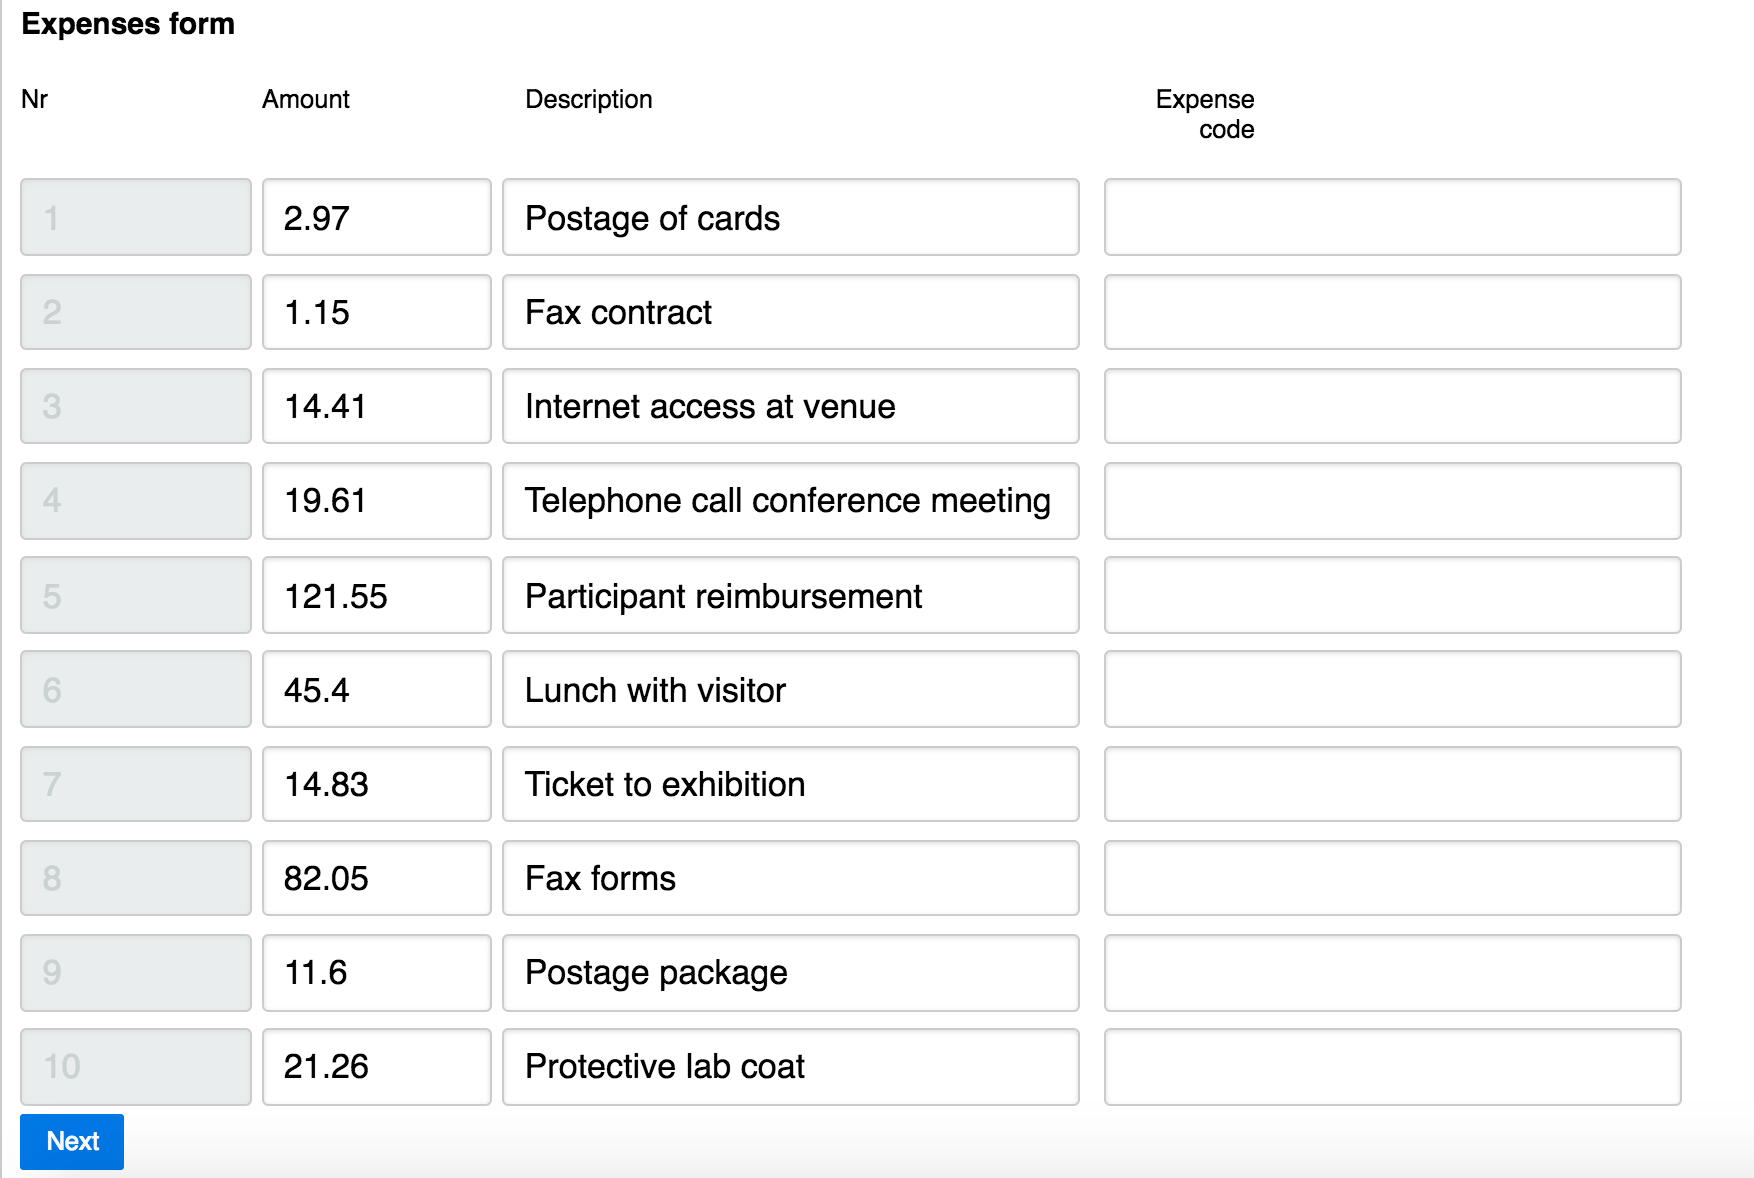 Expenses form
Nr Amount Description Expense
code
1 2.97 Postage of cards
2 1.15 Fax contract
3 14.41 Internet access at venue
4 19.61 Telephone call conference meeting
5 121.55 Participant reimbursement
6 45.4 Lunch with visitor
7 14.83 Ticket to exhibition
8 82.05 Fax forms
9 11.6 Postage package
10 21.26 Protective lab coat
Next